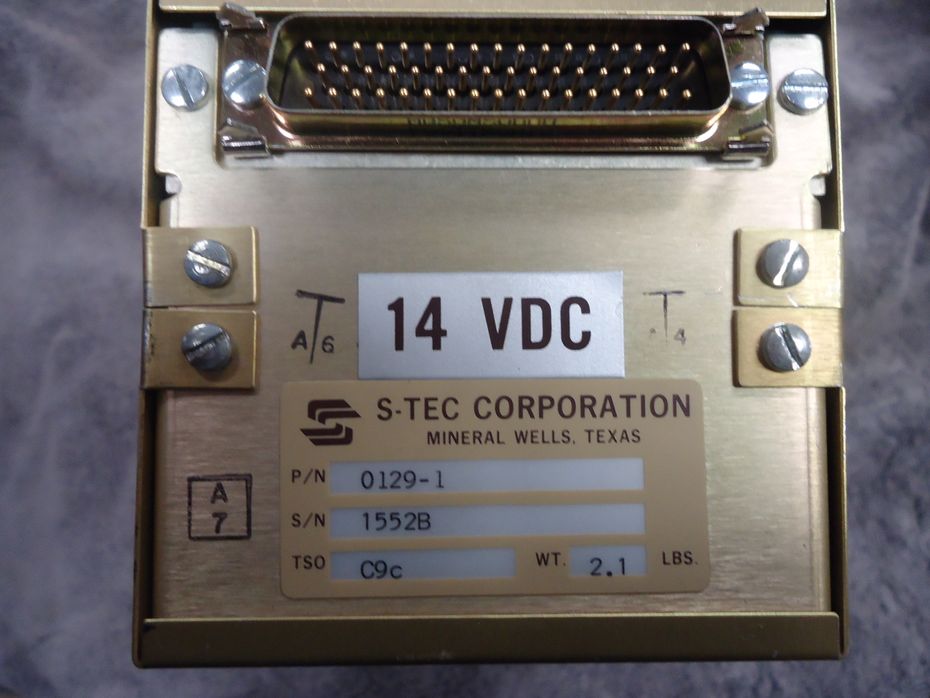 T
A 6
14 VDC
T
4
S-TEC CORPORATION
MINERAL WELLS, TEXAS
P/N 0129-1
S/N 1552B
TSO C9c WT. 2.1 LBS.
A
7